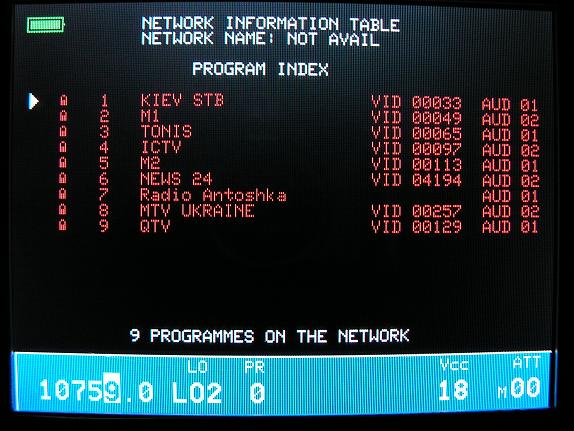 NETWORK INFORMATION TABLE
NETWORK NAME: NOT AVAIL
PROGRAM INDEX
1 KIEV STB VID 00033 AUD 01
2 M1 VID 00049 AUD 02
3 TONIS VID 00065 AUD 01
4 ICTV VID 00097 AUD 02
5 M2 VID 00113 AUD 01
6 NEWS 24 VID 04194 AUD 02
7 Radio Antoshka AUD 01
8 MTV UKRAINE VID 00257 AUD 02
9 QTV VID 00129 AUD 01
9 PROGRAMMES ON THE NETWORK
LO PR Vcc ATT
10759.0 LO2 0 18 M00